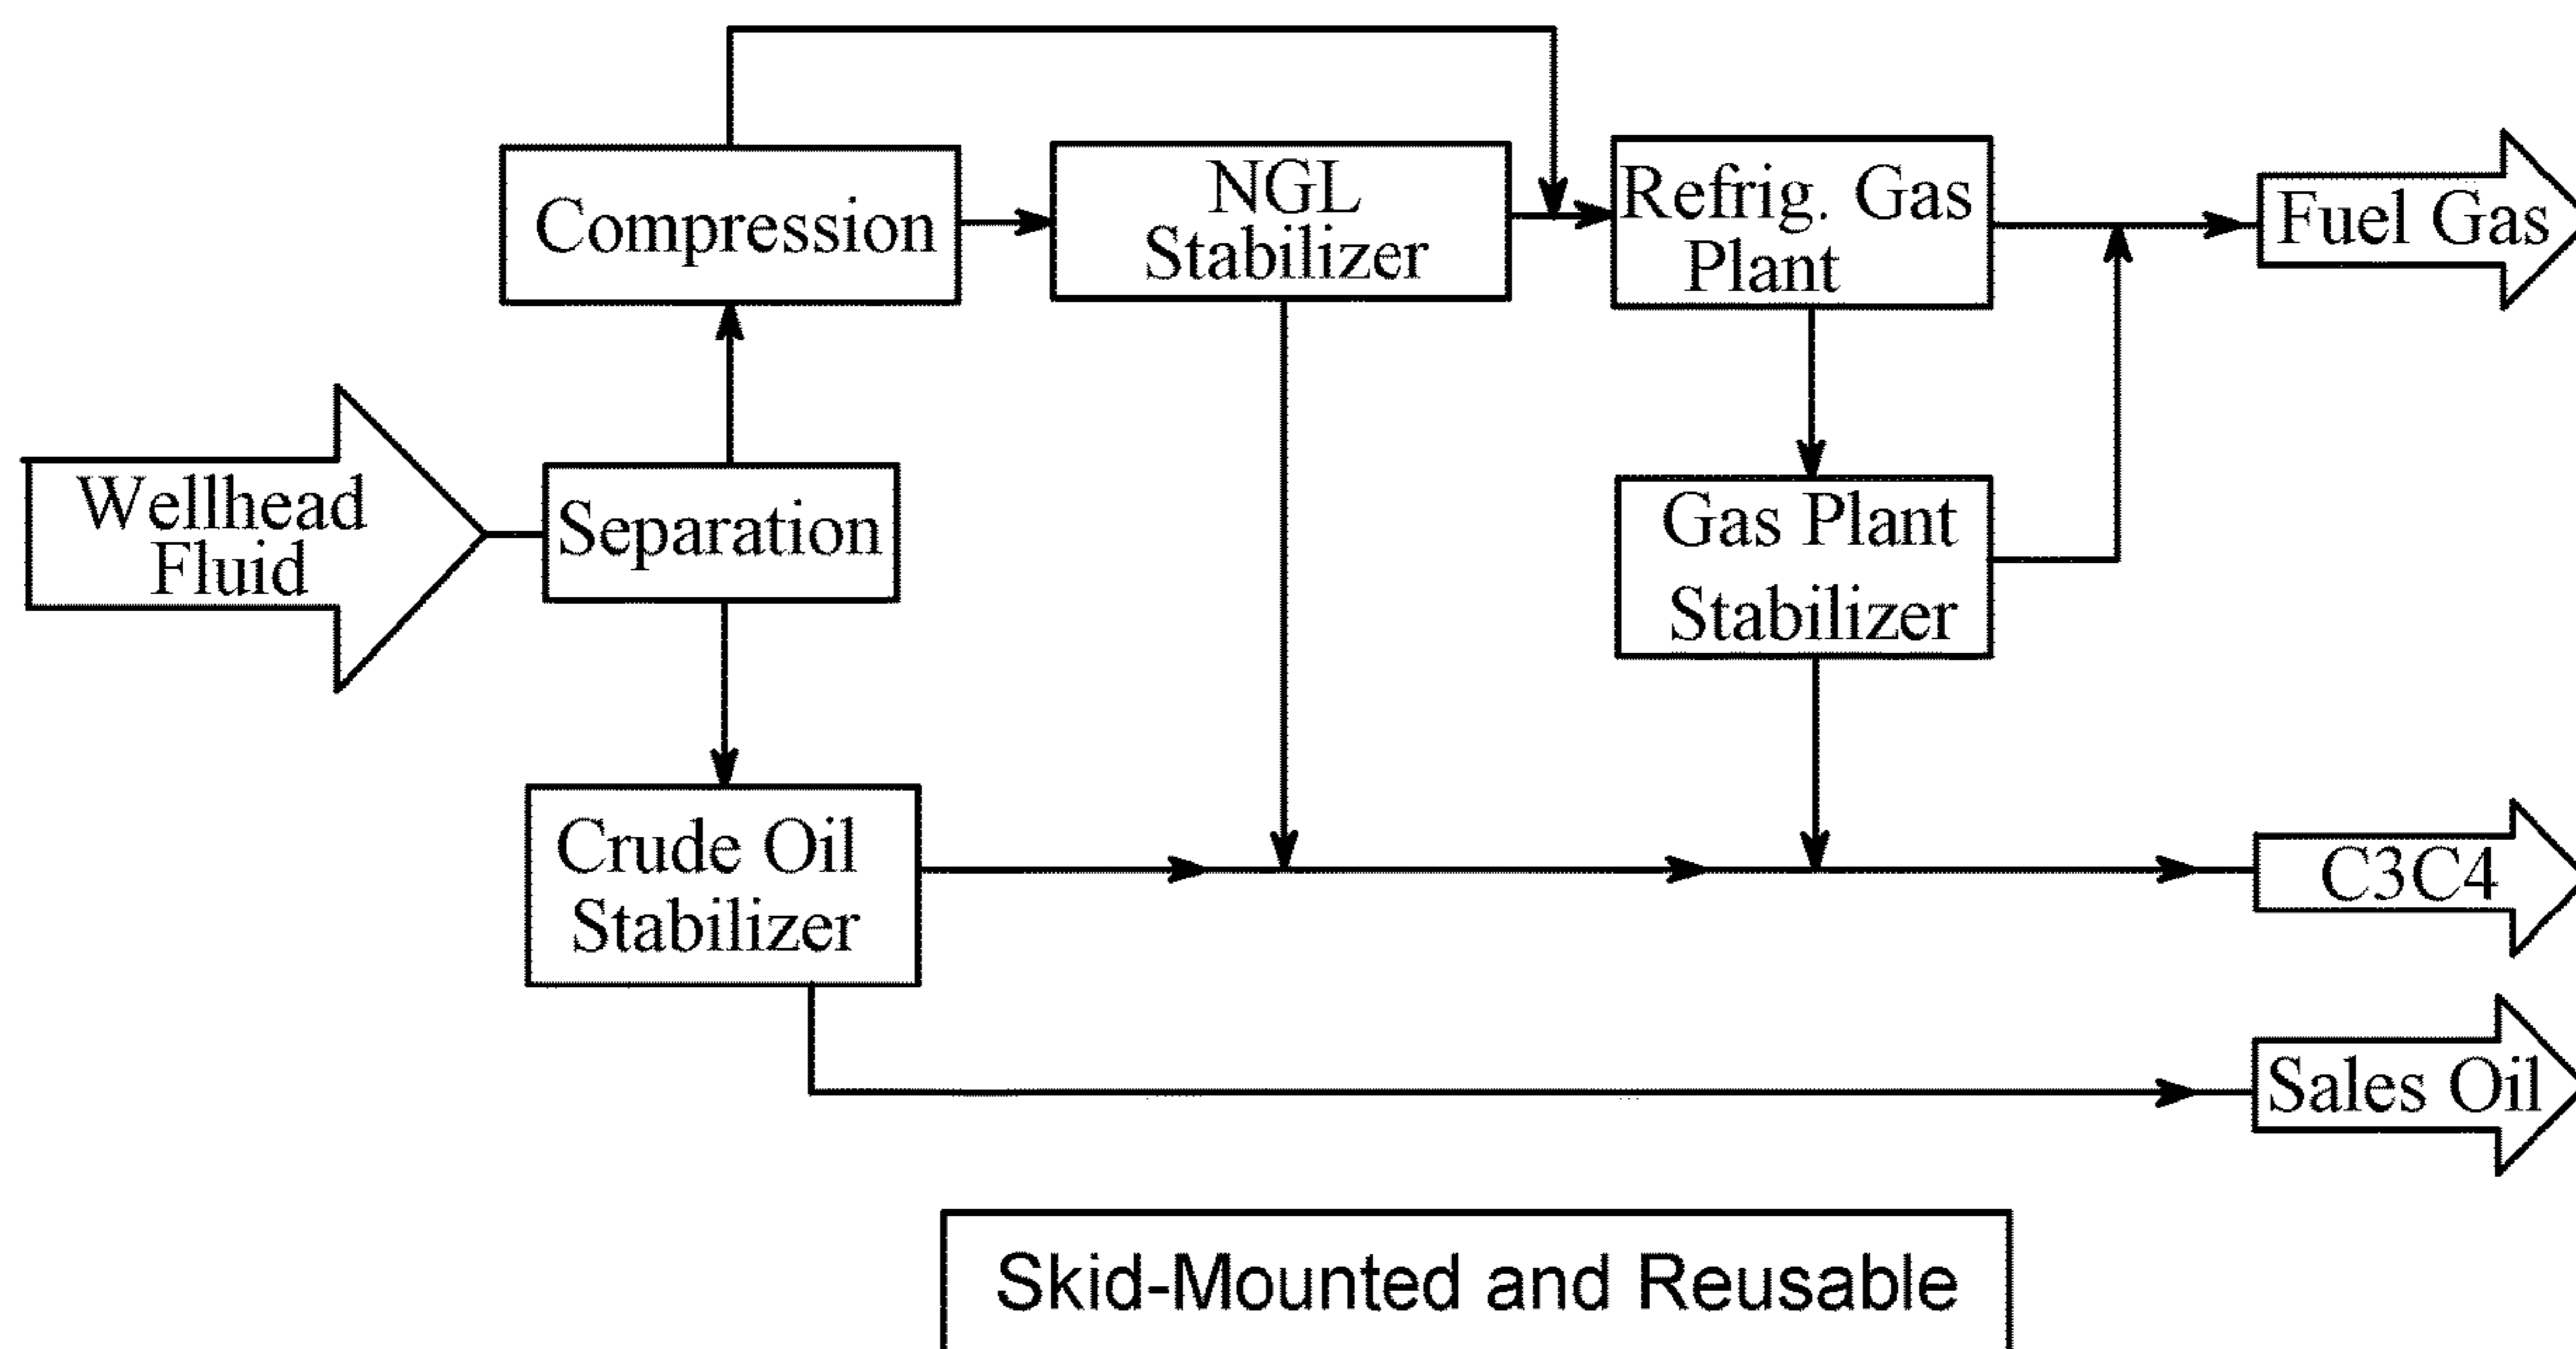 Compression
NGL
Stabilizer
Refrig. Gas
Plant
Fuel Gas
Wellhead
Fluid
Separation
Gas Plant
Stabilizer
Crude Oil
Stabilizer
C3C4
Sales Oil
Skid-Mounted and Reusable